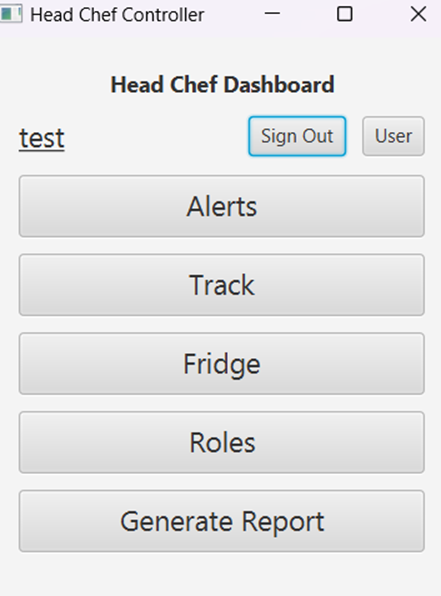 Head Chef Controller
Head Chef Dashboard
test Sign Out User
Alerts
Track
Fridge
Roles
Generate Report